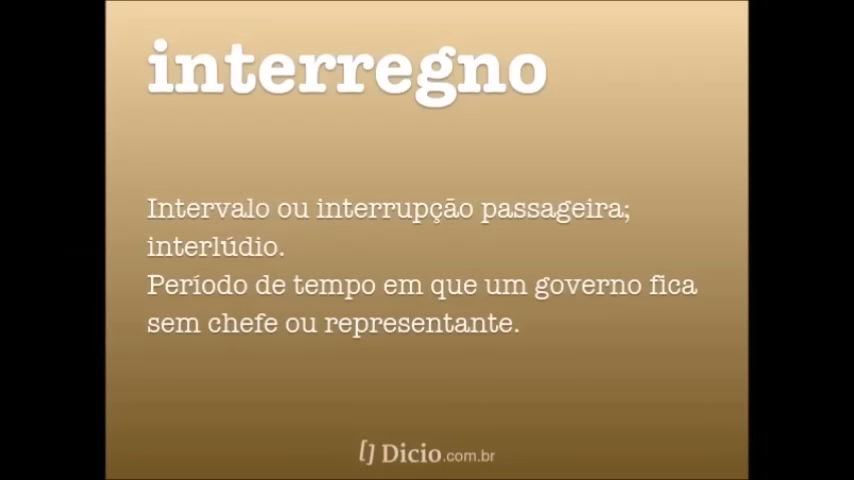 interregno
Intervalo ou interrupção passageira;
interlúdio.
Período de tempo em que um governo fica
sem chefe ou representante.
[] Dicio.com.br